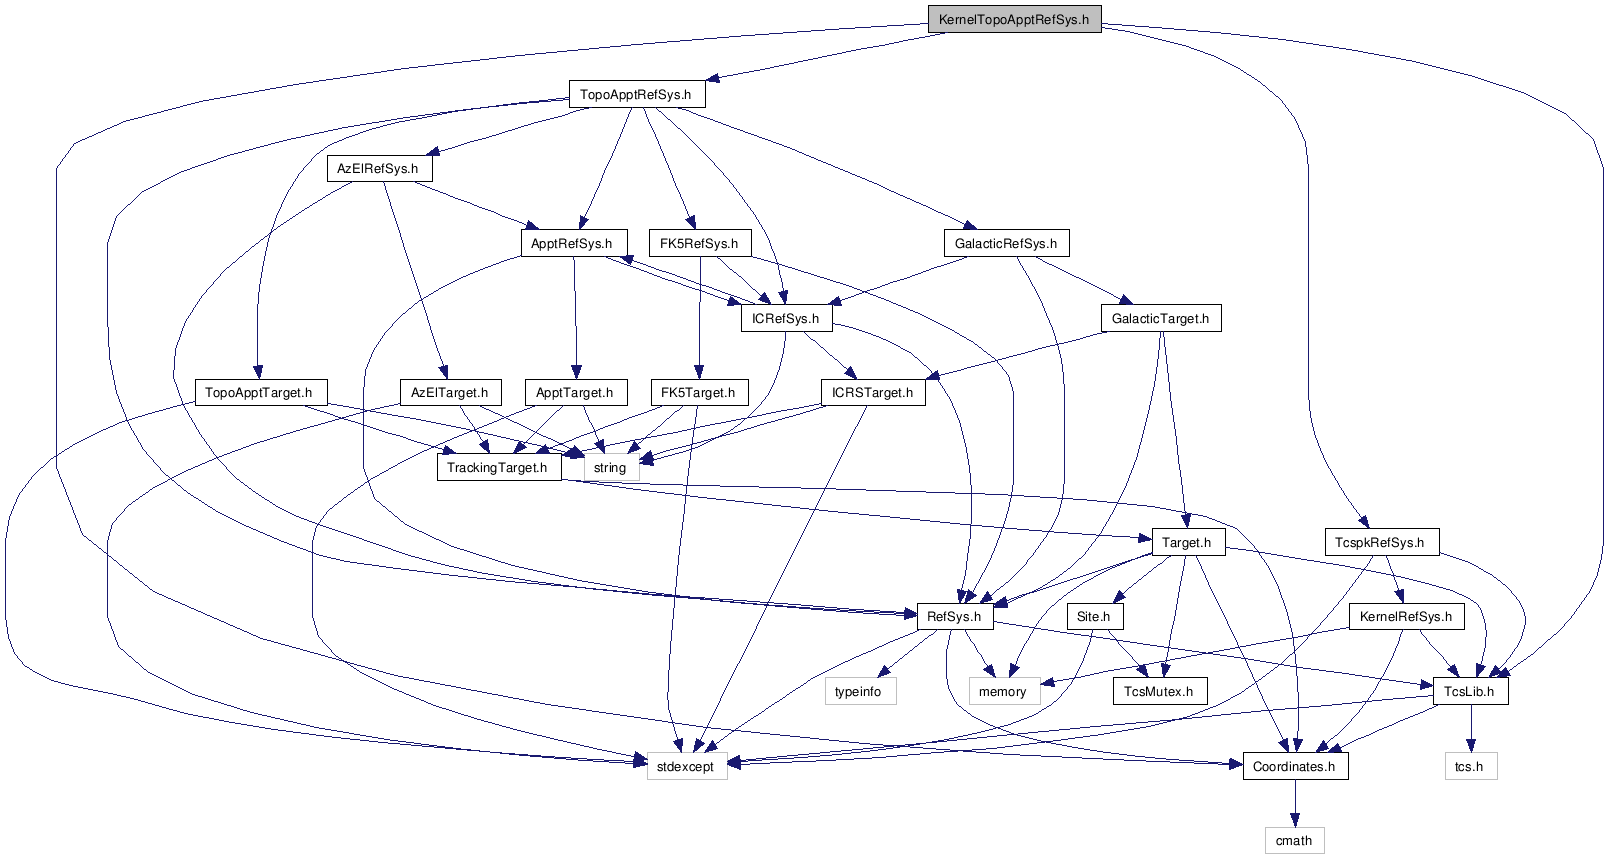 KernelTopoApptRefSys.h
TopoApptRefSys.h
AzElRefSys.h
ApptRefSys.h
FK5RefSys.h
GalacticRefSys.h
ICRefSys.h
GalacticTarget.h
TopoApptTarget.h
AzElTarget.h
ApptTarget.h
FK5Target.h
ICRSTarget.h
TrackingTarget.h
string
Target.h
TcspkRefSys.h
RefSys.h
Site.h
KernelRefSys.h
typeinfo
memory
TcsMutex.h
TcsLib.h
stdexcept
Coordinates.h
tcs.h
cmath